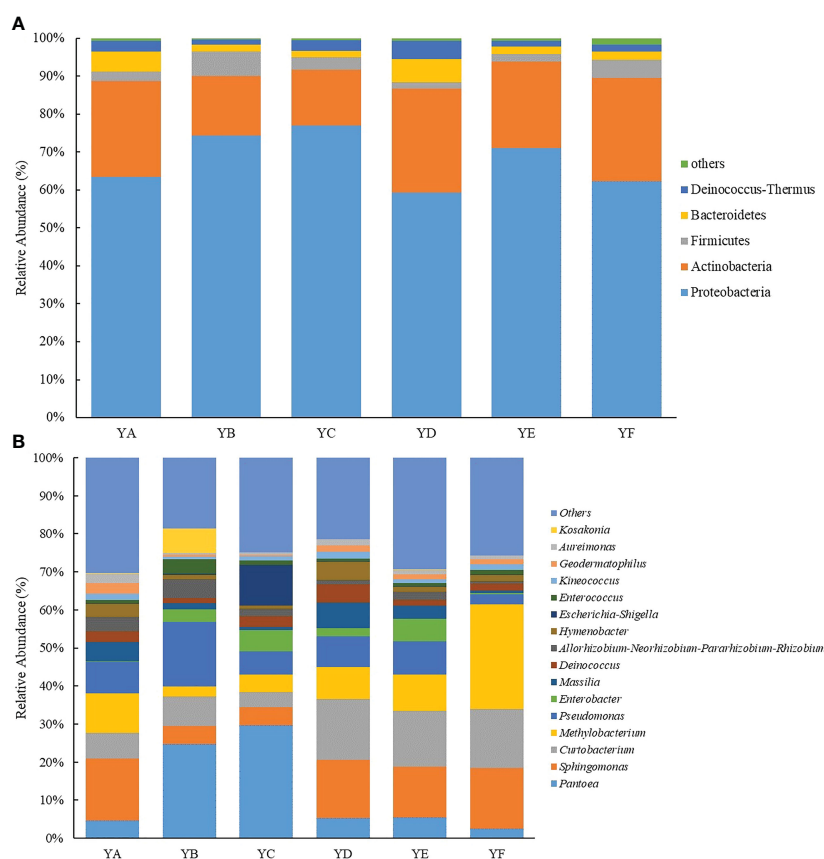 A
100%
90%
80%
70%
60%
50%
40%
30%
20%
10%
0%
Relative Abundance (%)
YA YB YC YD YE YF
others
Deinococcus-Thermus
Bacteroidetes
Firmicutes
Actinobacteria
Proteobacteria
B
100%
90%
80%
70%
60%
50%
40%
30%
20%
10%
0%
Relative Abundance (%)
YA YB YC YD YE YF
Others
Kosakonia
Aureimonas
Geodermatophilus
Kineococcus
Enterococcus
Escherichia-Shigella
Hymenobacter
Allorhizobium-Neorhizobium-Pararhizobium-Rhizobium
Deinococcus
Massilia
Enterobacter
Pseudomonas
Methylobacterium
Curtobacterium
Sphingomonas
Pantoea